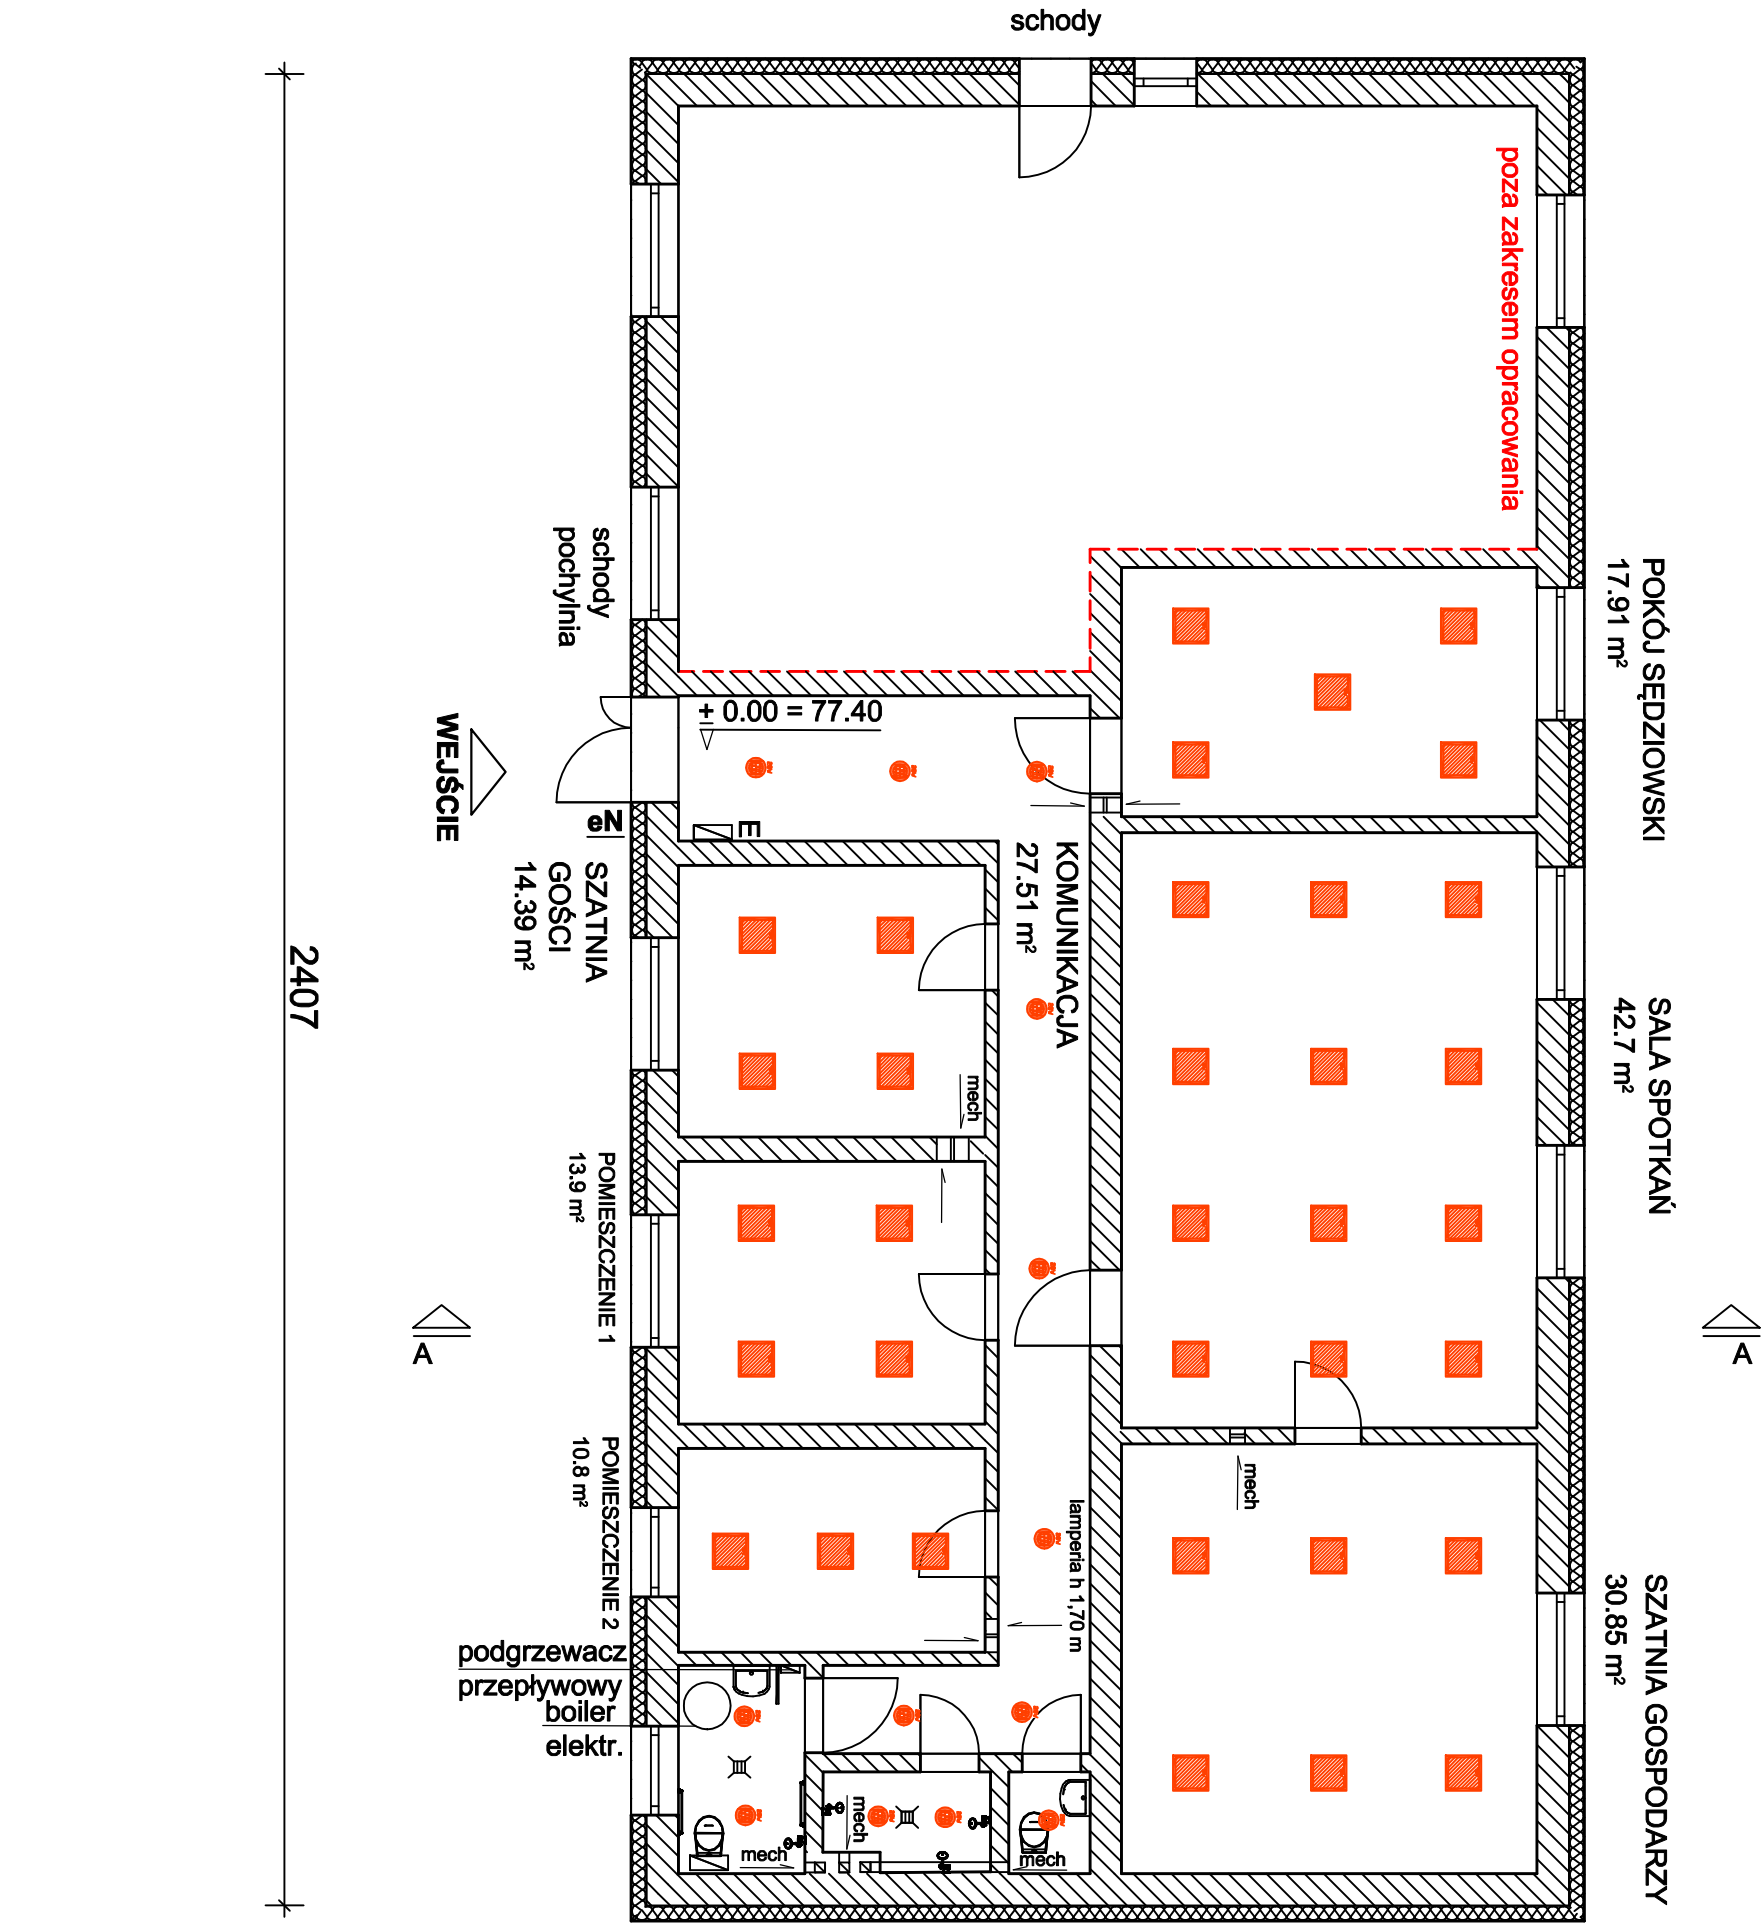 schody
poza zakresem opracowania
POKÓJ SĘDZIOWSKI
17.91 m²
schody
pochylnia
± 0.00 = 77.40
WEJŚCIE
eN
E
SZATNIA
GOŚCI
14.39 m²
KOMUNIKACJA
27.51 m²
2407
SALA SPOTKAŃ
42.7 m²
mech
POMIESZCZENIE 1
13.9 m²
A
A
POMIESZCZENIE 2
10.8 m²
mech
lamperia h 1,70 m
SZATNIA GOSPODARZY
30.85 m²
podgrzewacz
przepływowy
boiler
elektr.
mech
mech
mech